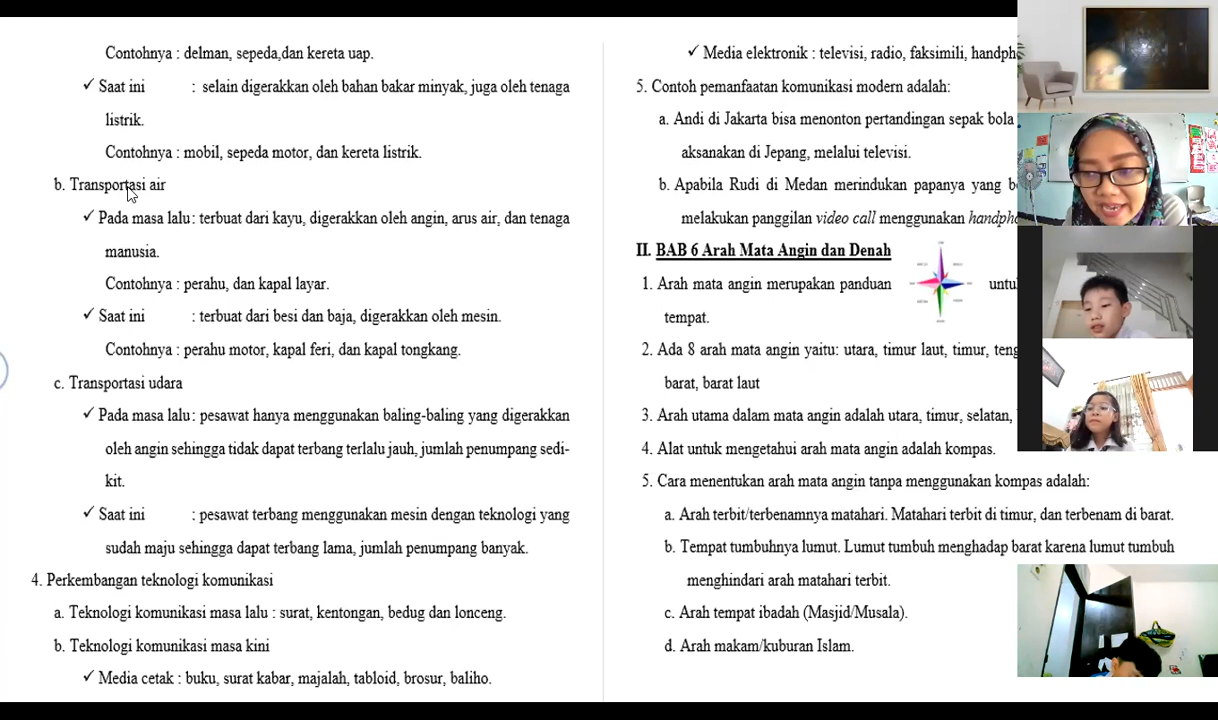 Contohnya : delman, sepeda,dan kereta uap.
✓ Saat ini : selain digerakkan oleh bahan bakar minyak, juga oleh tenaga
listrik.
Contohnya : mobil, sepeda motor, dan kereta listrik.
b. Transportasi air
✓ Pada masa lalu : terbuat dari kayu, digerakkan oleh angin, arus air, dan tenaga
manusia.
Contohnya : perahu, dan kapal layar.
✓ Saat ini : terbuat dari besi dan baja, digerakkan oleh mesin.
Contohnya : perahu motor, kapal feri, dan kapal tongkang.
c. Transportasi udara
✓ Pada masa lalu : pesawat hanya menggunakan baling-baling yang digerakkan
oleh angin sehingga tidak dapat terbang terlalu jauh, jumlah penumpang sedi-
kit.
✓ Saat ini : pesawat terbang menggunakan mesin dengan teknologi yang
sudah maju sehingga dapat terbang lama, jumlah penumpang banyak.
4. Perkembangan teknologi komunikasi
a. Teknologi komunikasi masa lalu : surat, kentongan, bedug dan lonceng.
b. Teknologi komunikasi masa kini
✓ Media cetak : buku, surat kabar, majalah, tabloid, brosur, baliho.
✓ Media elektronik : televisi, radio, faksimili, handph
5. Contoh pemanfaatan komunikasi modern adalah:
a. Andi di Jakarta bisa menonton pertandingan sepak bola
aksanakan di Jepang, melalui televisi.
b. Apabila Rudi di Medan merindukan papanya yang b
melakukan panggilan video call menggunakan handpho
II. BAB 6 Arah Mata Angin dan Denah
1. Arah mata angin merupakan panduan untu
tempat.
2. Ada 8 arah mata angin yaitu: utara, timur laut, timur, teng
barat, barat laut
3. Arah utama dalam mata angin adalah utara, timur, selatan,
4. Alat untuk mengetahui arah mata angin adalah kompas.
5. Cara menentukan arah mata angin tanpa menggunakan kompas adalah:
a. Arah terbit/terbenamnya matahari. Matahari terbit di timur, dan terbenam di barat.
b. Tempat tumbuhnya lumut. Lumut tumbuh menghadap barat karena lumut tumbuh
menghindari arah matahari terbit.
c. Arah tempat ibadah (Masjid/Musala).
d. Arah makam/kuburan Islam.